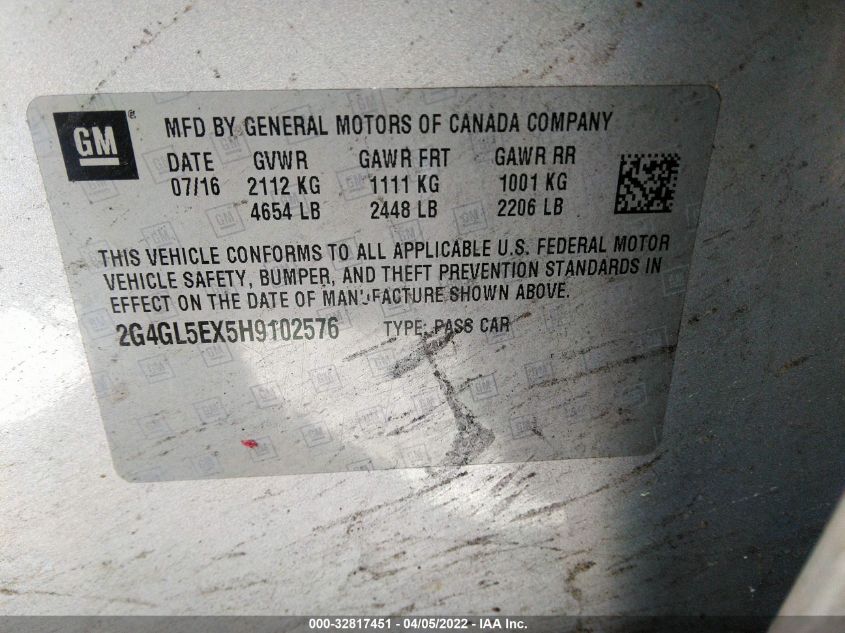 GM
MFD BY GENERAL MOTORS OF CANADA COMPANY
DATE GVWR GAWR FRT GAWR RR
07/16 2112 KG 1111 KG 1001 KG
4654 LB 2448 LB 2206 LB
THIS VEHICLE CONFORMS TO ALL APPLICABLE U.S. FEDERAL MOTOR
VEHICLE SAFETY, BUMPER, AND THEFT PREVENTION STANDARDS IN
EFFECT ON THE DATE OF MANUFACTURE SHOWN ABOVE.
2G4GL5EX5H9102576 TYPE: PASS CAR
000-32817451 - 04/05/2022 - IAA Inc.